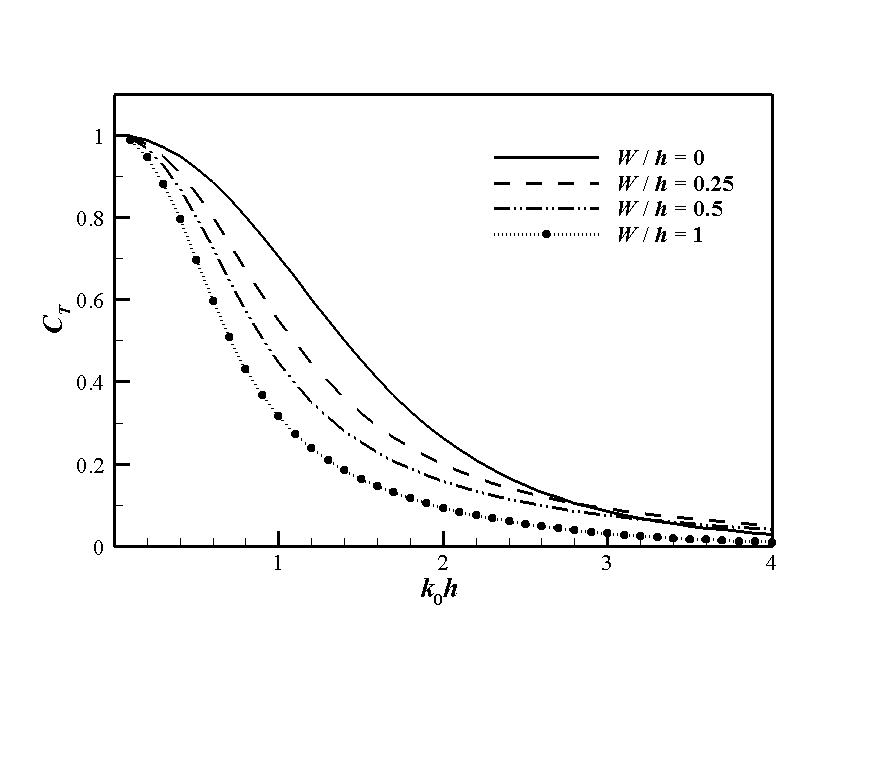 1
0.8
0.6
0.4
0.2
0
C_T
1
2
3
4
k_0h
W / h = 0
W / h = 0.25
W / h = 0.5
W / h = 1